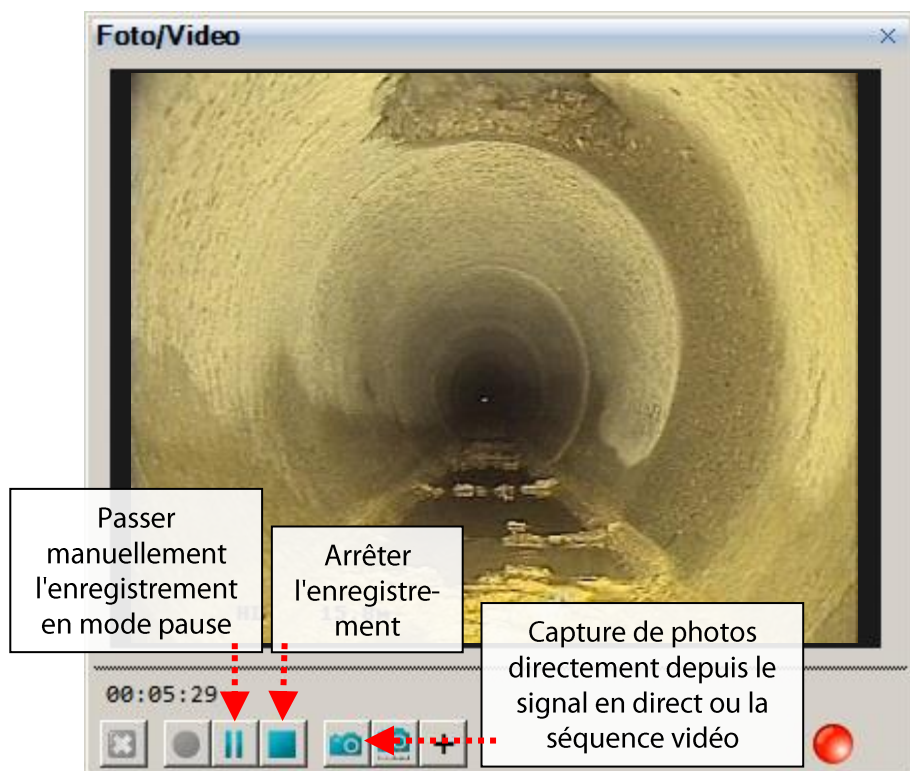 Foto/Video
Passer
manuellement
l'enregistrement
en mode pause
Arrêter
l'enregistre-
ment
Capture de photos
directement depuis le
signal en direct ou la
séquence vidéo
00:05:29